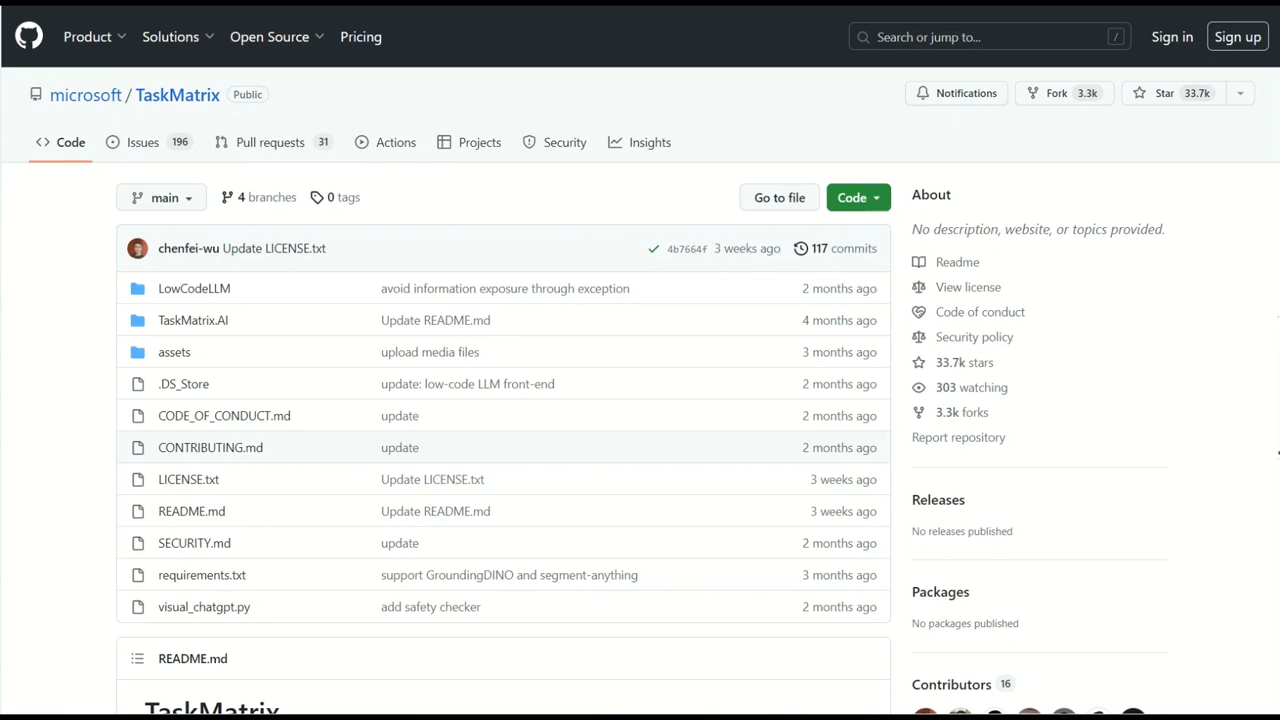 Product Solutions Open Source Pricing Search or jump to... / Sign in Sign up
microsoft / TaskMatrix Public Notifications Fork 3.3k Star 33.7k
Code Issues 196 Pull requests 31 Actions Projects Security Insights
main 4 branches 0 tags Go to file Code
chenfei-wu Update LICENSE.txt 4b7664f 3 weeks ago 117 commits
LowCodeLLM avoid information exposure through exception 2 months ago
TaskMatrix.AI Update README.md 4 months ago
assets upload media files 3 months ago
.DS_Store update: low-code LLM front-end 2 months ago
CODE_OF_CONDUCT.md update 2 months ago
CONTRIBUTING.md update 2 months ago
LICENSE.txt Update LICENSE.txt 3 weeks ago
README.md Update README.md 3 weeks ago
SECURITY.md update 2 months ago
requirements.txt support GroundingDINO and segment-anything 3 months ago
visual_chatgpt.py add safety checker 2 months ago
README.md
TaskMatrix
About
No description, website, or topics provided.
Readme
View license
Code of conduct
Security policy
33.7k stars
303 watching
3.3k forks
Report repository
Releases
No releases published
Packages
No packages published
Contributors 16